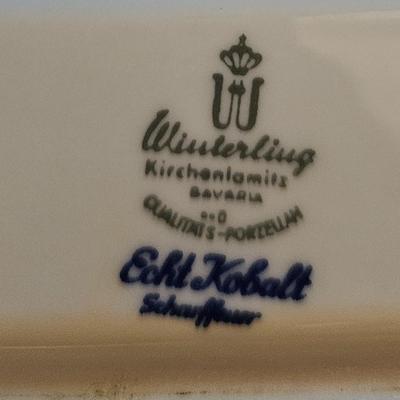 Winterling
Kirchenlamitz
BAVARIA
QUALITÄTS-PORZELLAN
Echt Kobalt
Scharffeuer